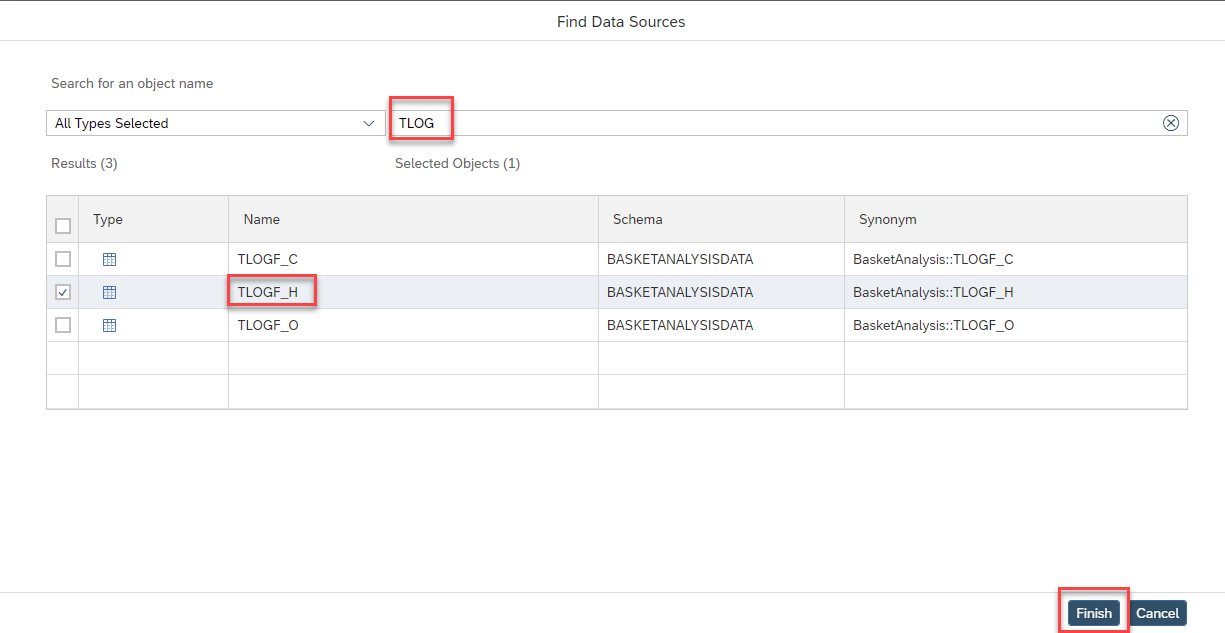 Find Data Sources
Search for an object name
All Types Selected TLOG
Results (3) Selected Objects (1)
Type Name Schema Synonym
TLOGF_C BASKETANALYSISDATA BasketAnalysis::TLOGF_C
TLOGF_H BASKETANALYSISDATA BasketAnalysis::TLOGF_H
TLOGF_O BASKETANALYSISDATA BasketAnalysis::TLOGF_O
Finish Cancel